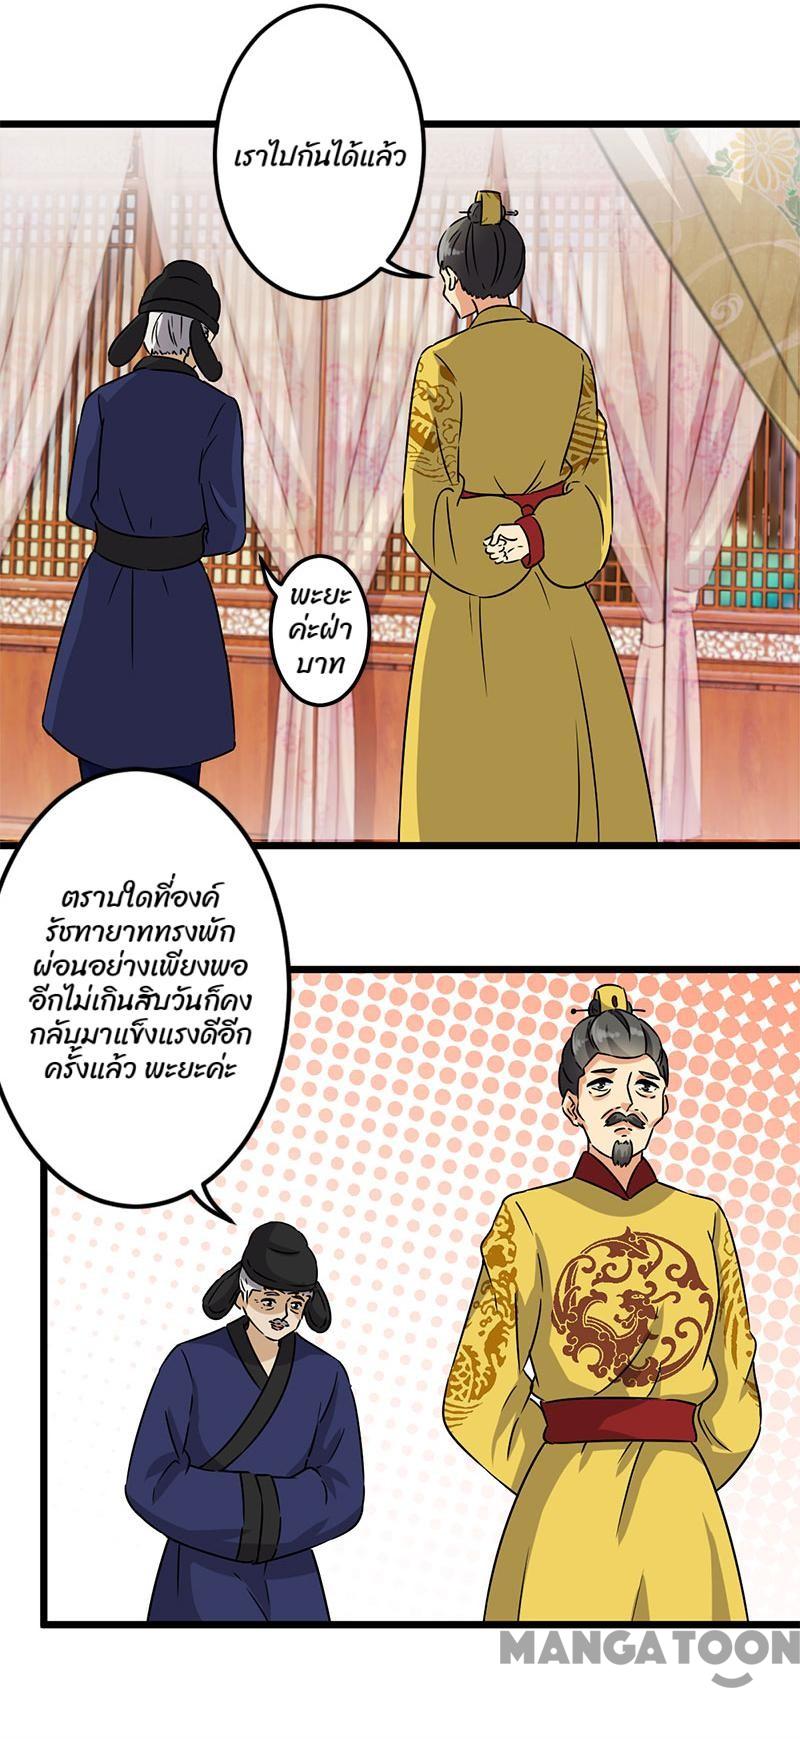 เราไปกันได้แล้ว
พะยะ
ค่ะฝ่า
บาท
ตราบใดที่องค์
รัชทายาททรงพัก
ผ่อนอย่างเพียงพอ
อีกไม่เกินสิบวันก็คง
กลับมาแข็งแรงดีอีก
ครั้งแล้ว พะยะค่ะ
MANGATOON